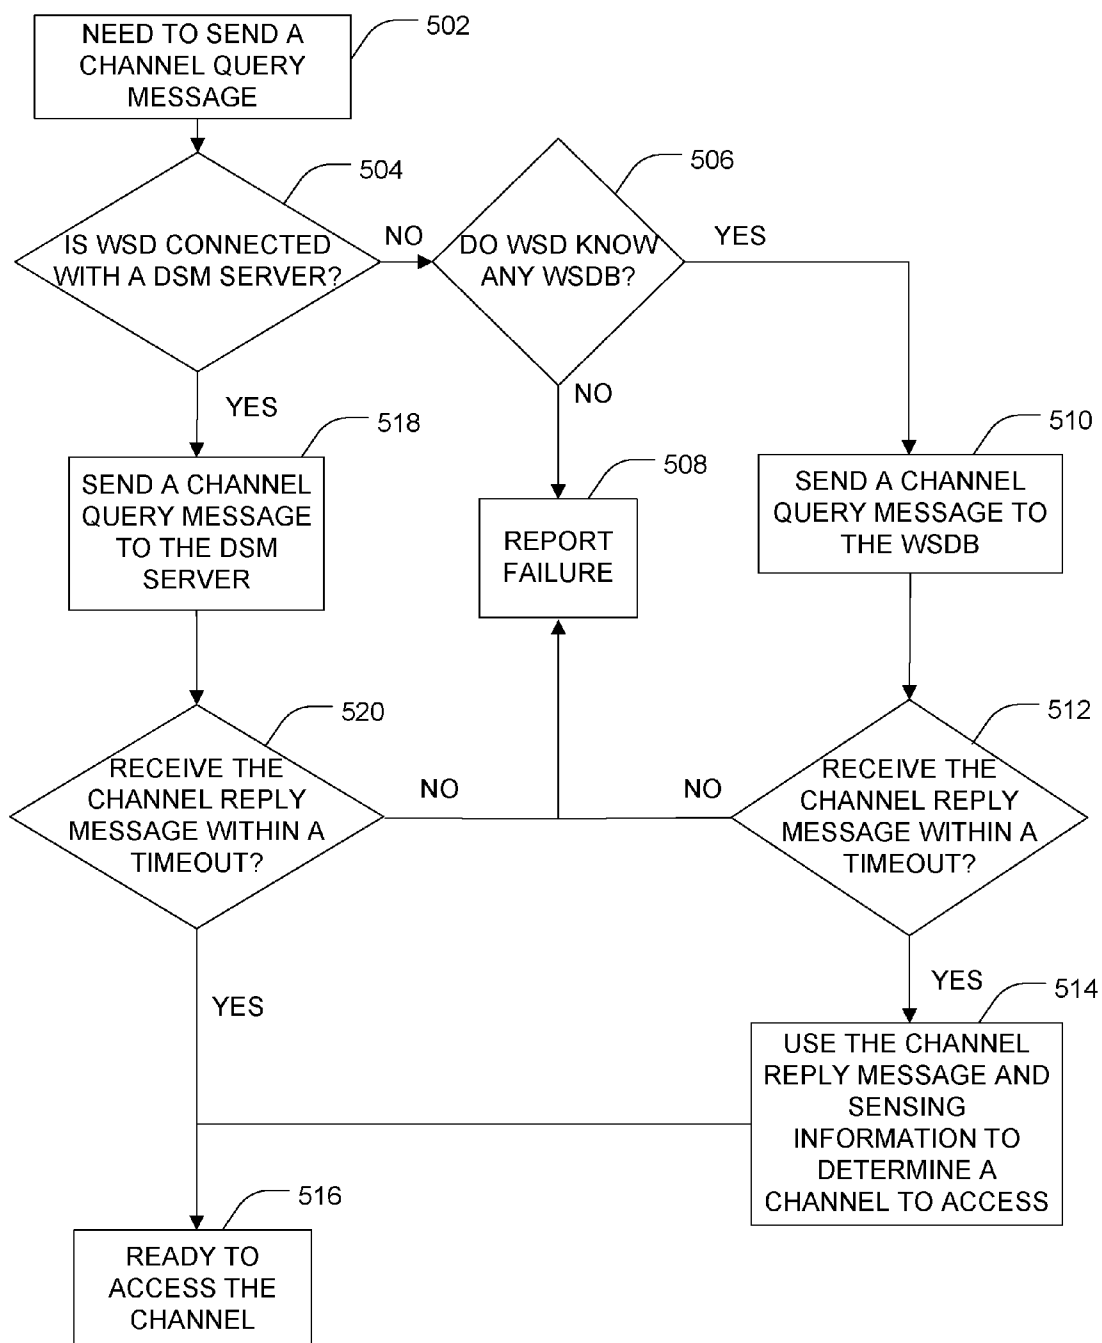 NEED TO SEND A
CHANNEL QUERY
MESSAGE
502
504
IS WSD CONNECTED
WITH A DSM SERVER?
NO
506
DO WSD KNOW
ANY WSDB?
YES
NO
YES
518
SEND A CHANNEL
QUERY MESSAGE
TO THE DSM
SERVER
508
REPORT
FAILURE
510
SEND A CHANNEL
QUERY MESSAGE TO
THE WSDB
520
RECEIVE THE
CHANNEL REPLY
MESSAGE WITHIN A
TIMEOUT?
NO
NO
512
RECEIVE THE
CHANNEL REPLY
MESSAGE WITHIN A
TIMEOUT?
YES
YES
514
USE THE CHANNEL
REPLY MESSAGE AND
SENSING
INFORMATION TO
DETERMINE A
CHANNEL TO ACCESS
516
READY TO
ACCESS THE
CHANNEL